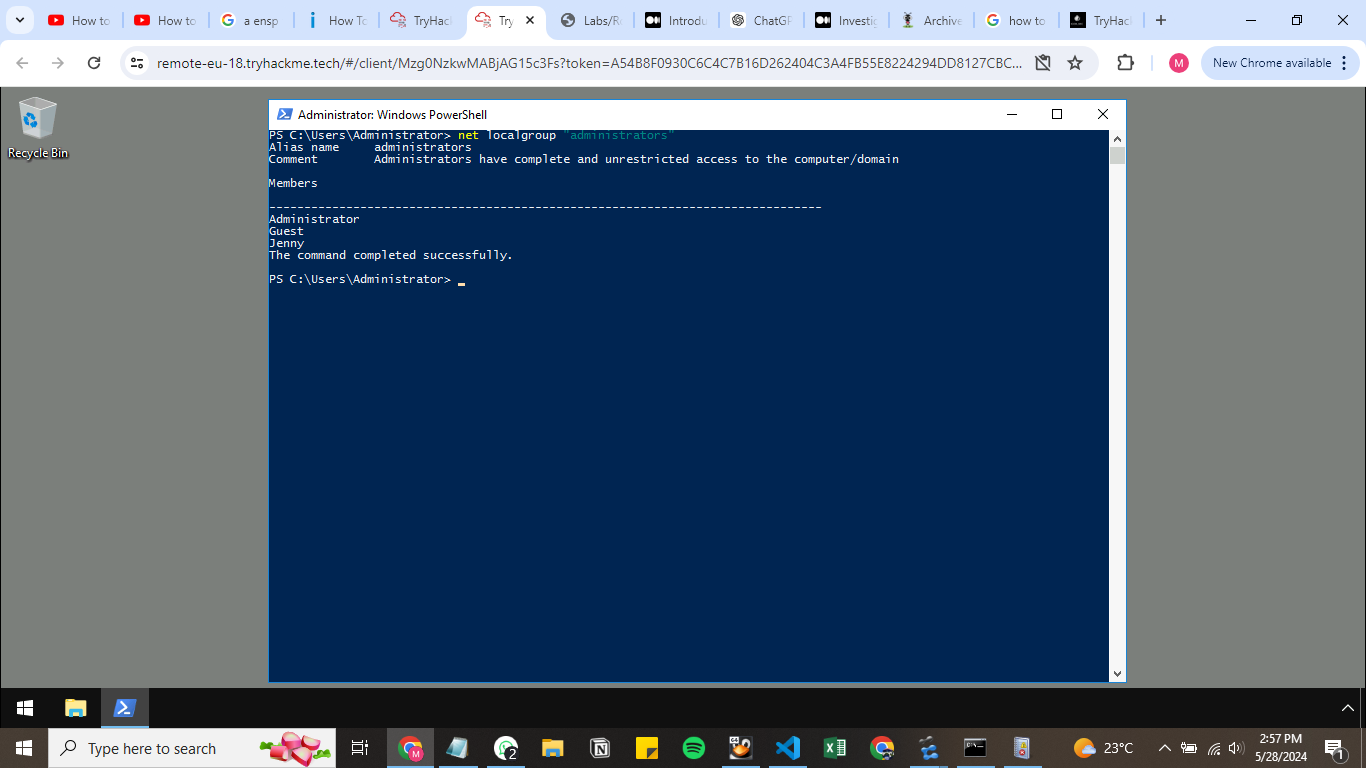 How to
How to
a ensp
How To
TryHack
Try
Labs/Ro
Introdu
ChatGP
Investig
Archive
how to
TryHack
remote-eu-18.tryhackme.tech/#/client/Mzg0NzkwMABjAG15c3Fs?token=A54B8F0930C6C4C7B16D262404C3A4FB55E8224294DD8127CBC...
M
New Chrome available
Recycle Bin
Administrator: Windows PowerShell
PS C:\Users\Administrator> net localgroup "administrators"
Alias name     administrators
Comment        Administrators have complete and unrestricted access to the computer/domain
Members
-------------------------------------------------------------------------------
Administrator
Guest
Jenny
The command completed successfully.
PS C:\Users\Administrator>
Type here to search
M
2
64
23°C
2:57 PM
5/28/2024
1